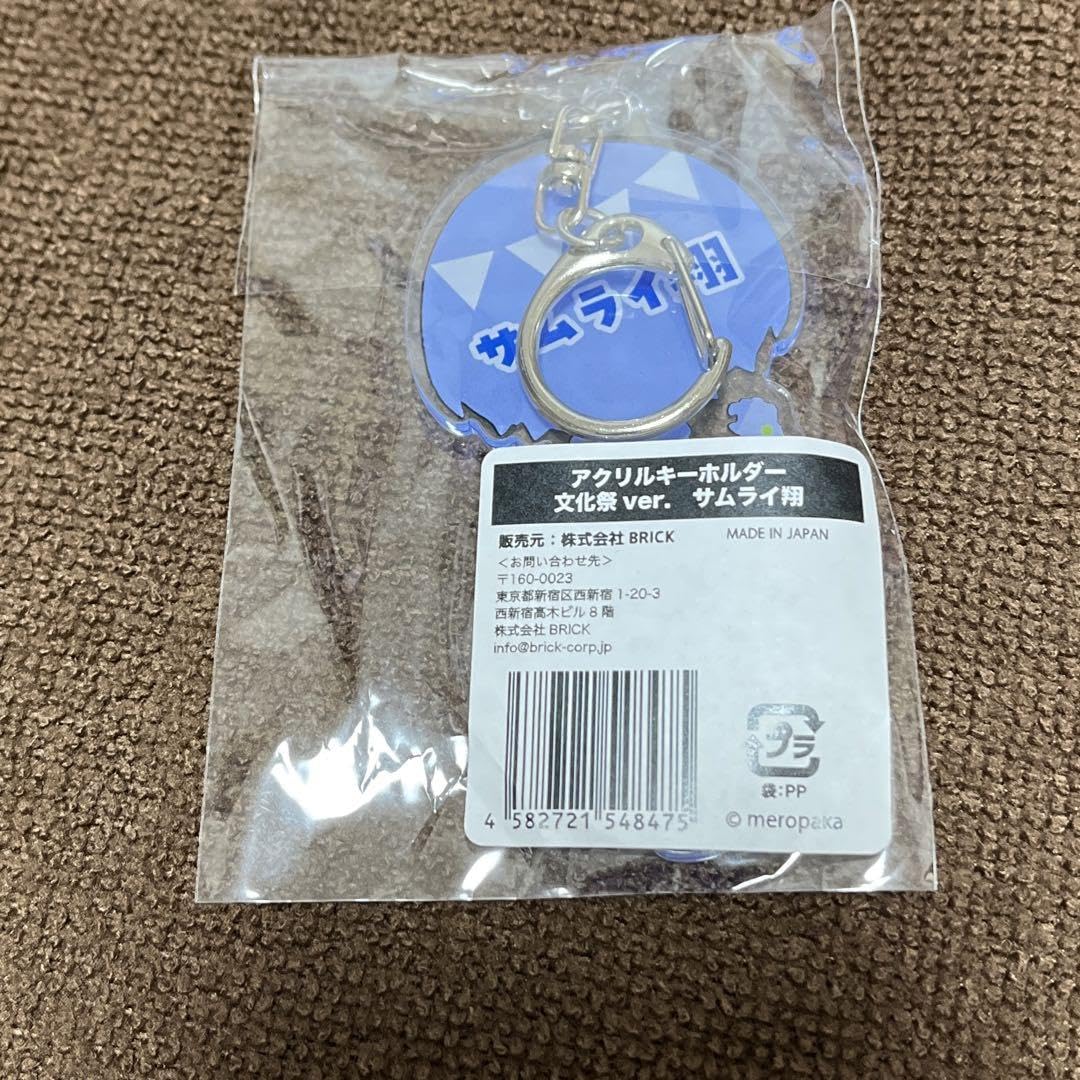 サムライ翔
アクリルキーホルダー
文化祭 ver. サムライ翔
販売元：株式会社 BRICK MADE IN JAPAN
＜お問い合わせ先＞
〒160-0023
東京都新宿区西新宿 1-20-3
西新宿高木ビル 8 階
株式会社 BRICK
info@brick-corp.jp
プラ
袋:PP
4 582721 548475
© meropaka